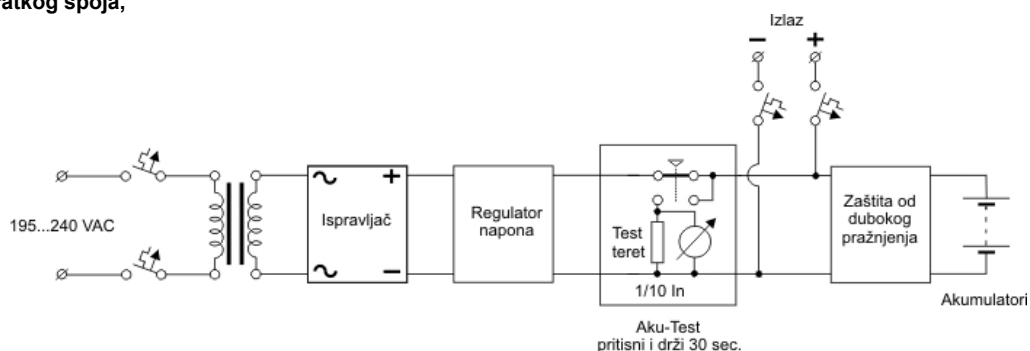 ratkog spoja,
Izlaz
− +
195...240 VAC
Ispravljač
+
−
Regulator
napona
Test
teret
1/10 In
Aku-Test
pritisni i drži 30 sec.
Zaštita od
dubokog
pražnjenja
Akumulatori